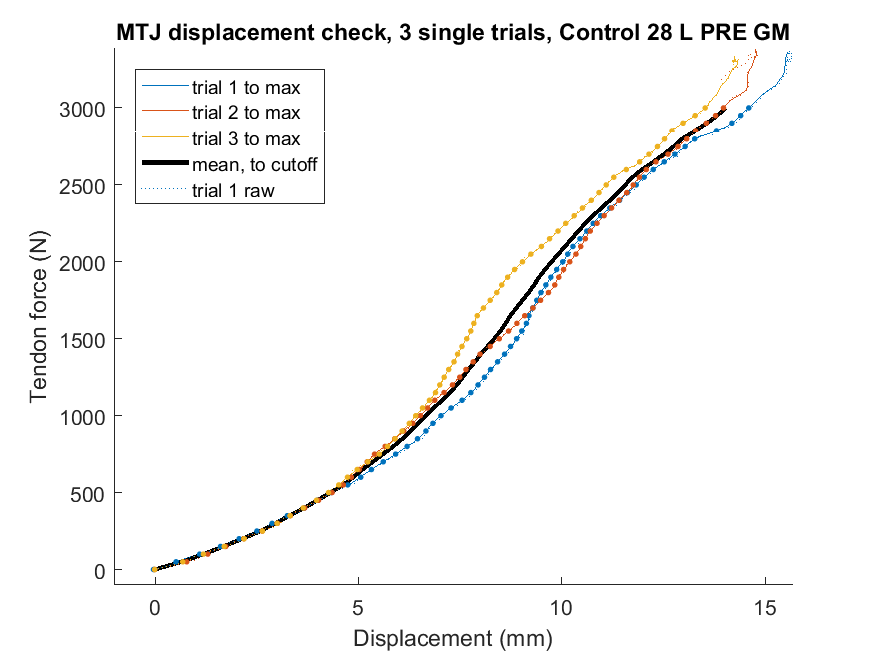 MTJ displacement check, 3 single trials, Control 28 L PRE GM
trial 1 to max
trial 2 to max
trial 3 to max
mean, to cutoff
trial 1 raw
3000
2500
2000
1500
1000
500
0
Tendon force (N)
0 5 10 15
Displacement (mm)